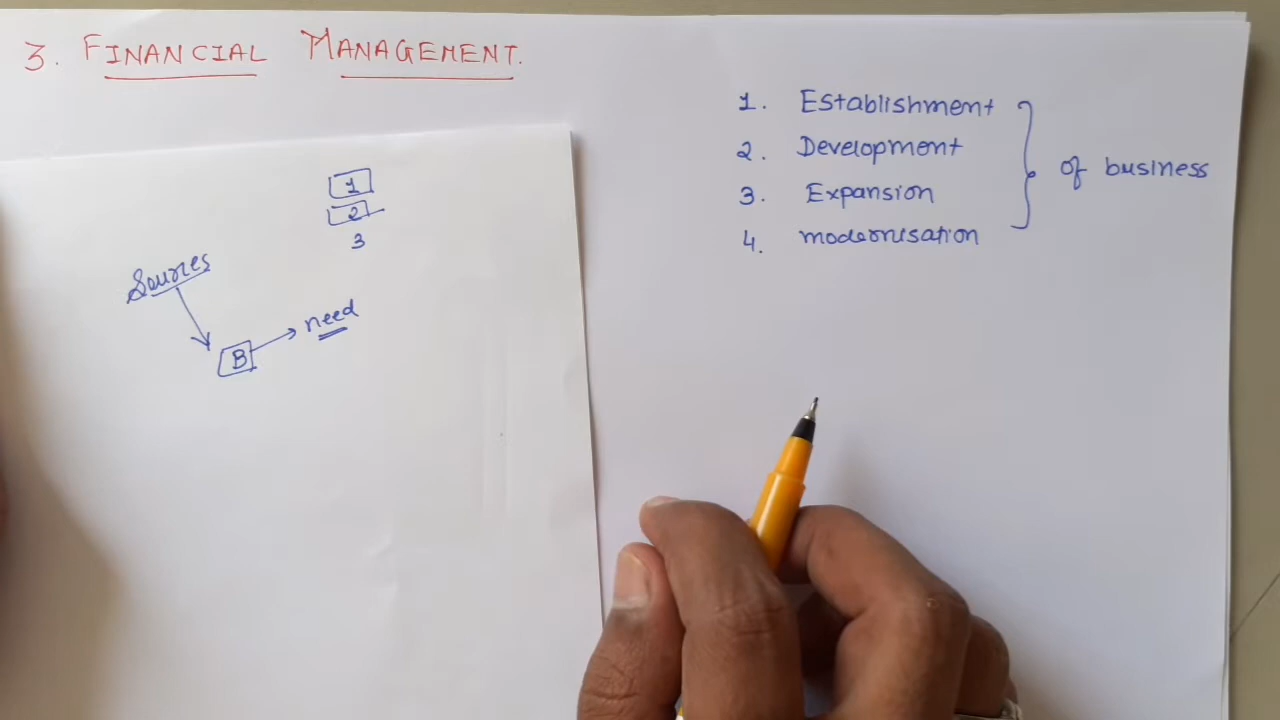 3. FINANCIAL MANAGEMENT.
1
2
3
Sources
B
need
1. Establishment
2. Development
3. Expansion
4. modernisation
of business